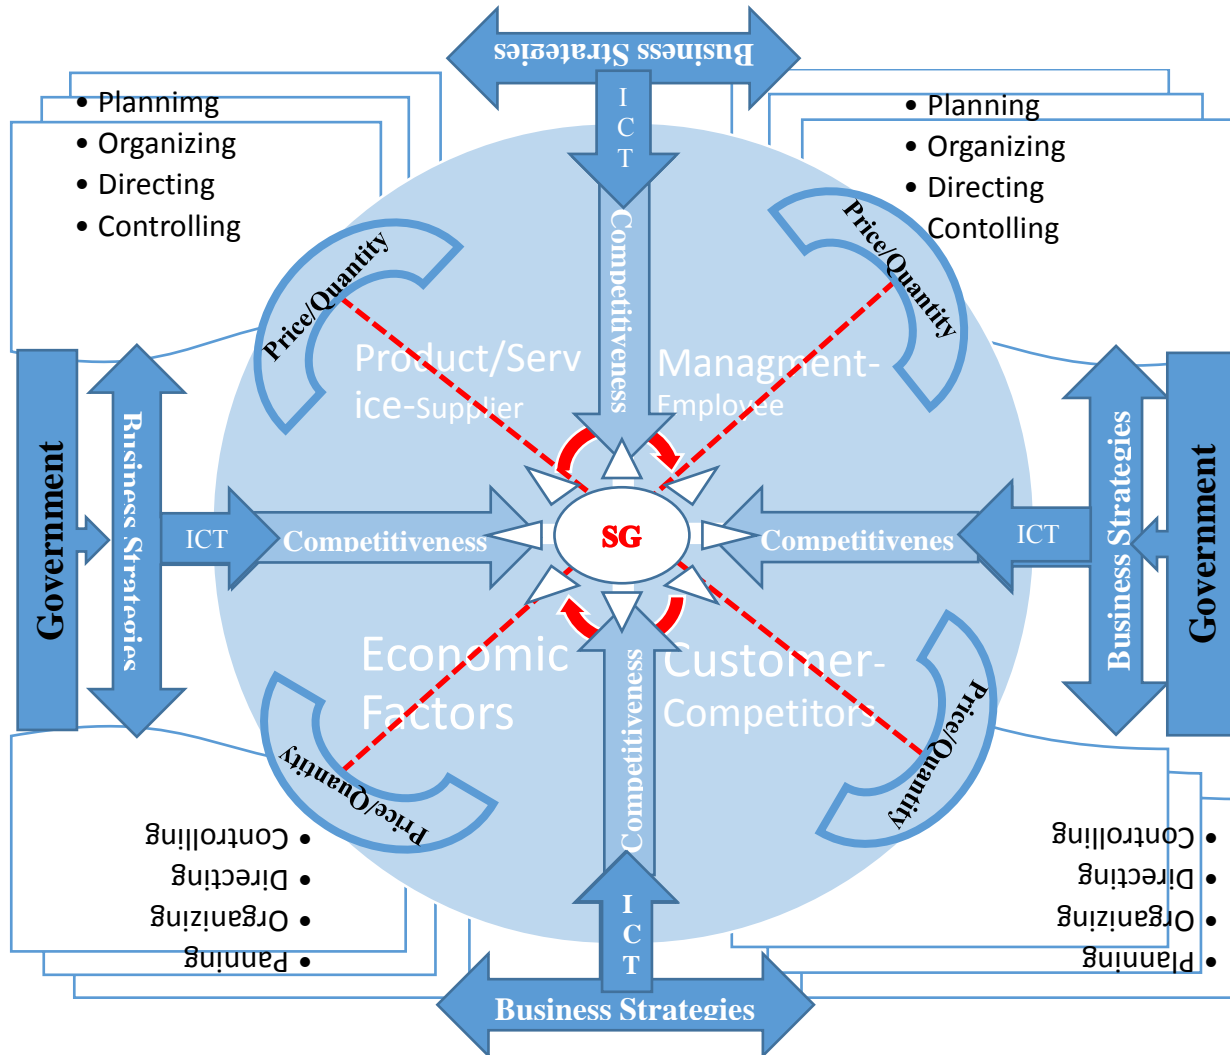 Business Strategies
• Plannimg
• Organizing
• Directing
• Controlling
I
C
T
• Planning
• Organizing
• Directing
Contolling
Price/Quantity
Price/Quantity
Competitiveness
Product/Serv
ice-Supplier
Managment-
Employee
Government
Business Strategies
ICT
Competitiveness
SG
Competitivenes
ICT
Business Strategies
Government
Economic
Factors
Customer-
Competitors
Competitiveness
Price/Quantity
Price/Quantity
• Controlling
• Directing
• Organizing
• Panning
• Controlling
• Directing
• Organizing
• Planning
I
C
T
Business Strategies